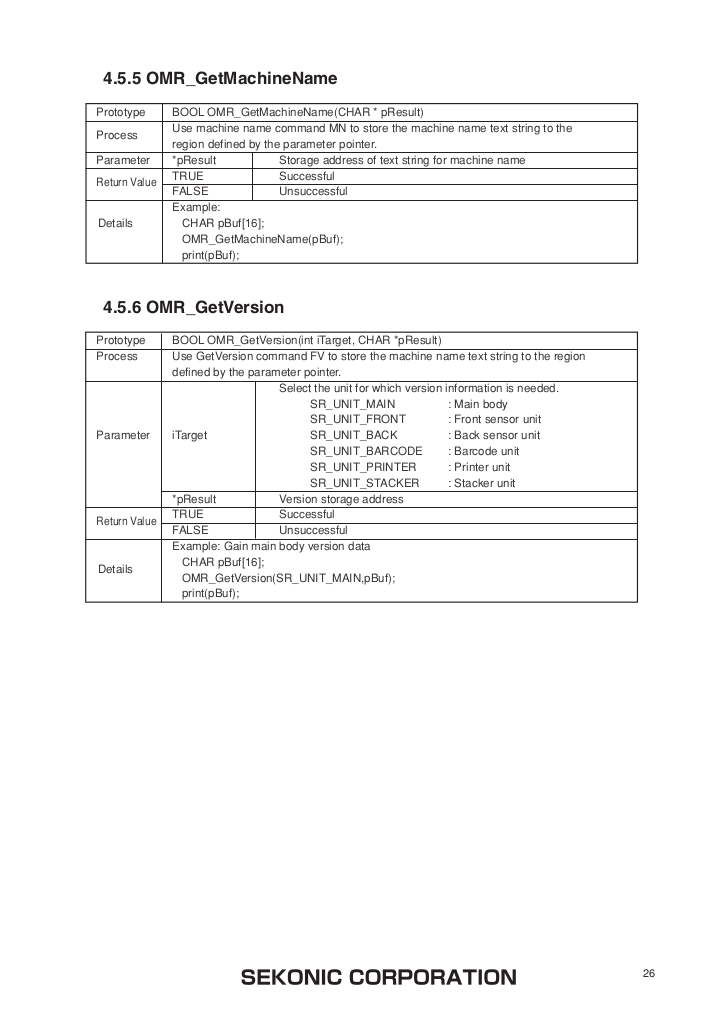 4.5.5 OMR_GetMachineName
Prototype BOOL OMR_GetMachineName(CHAR * pResult)
Process Use machine name command MN to store the machine name text string to the
region defined by the parameter pointer.
Parameter *pResult Storage address of text string for machine name
Return Value TRUE Successful
FALSE Unsuccessful
Details Example:
CHAR pBuf[16];
OMR_GetMachineName(pBuf);
print(pBuf);
4.5.6 OMR_GetVersion
Prototype BOOL OMR_GetVersion(int iTarget, CHAR *pResult)
Process Use GetVersion command FV to store the machine name text string to the region
defined by the parameter pointer.
Parameter iTarget Select the unit for which version information is needed.
SR_UNIT_MAIN : Main body
SR_UNIT_FRONT : Front sensor unit
SR_UNIT_BACK : Back sensor unit
SR_UNIT_BARCODE : Barcode unit
SR_UNIT_PRINTER : Printer unit
SR_UNIT_STACKER : Stacker unit
*pResult Version storage address
Return Value TRUE Successful
FALSE Unsuccessful
Details Example: Gain main body version data
CHAR pBuf[16];
OMR_GetVersion(SR_UNIT_MAIN,pBuf);
print(pBuf);
SEKONIC CORPORATION 26